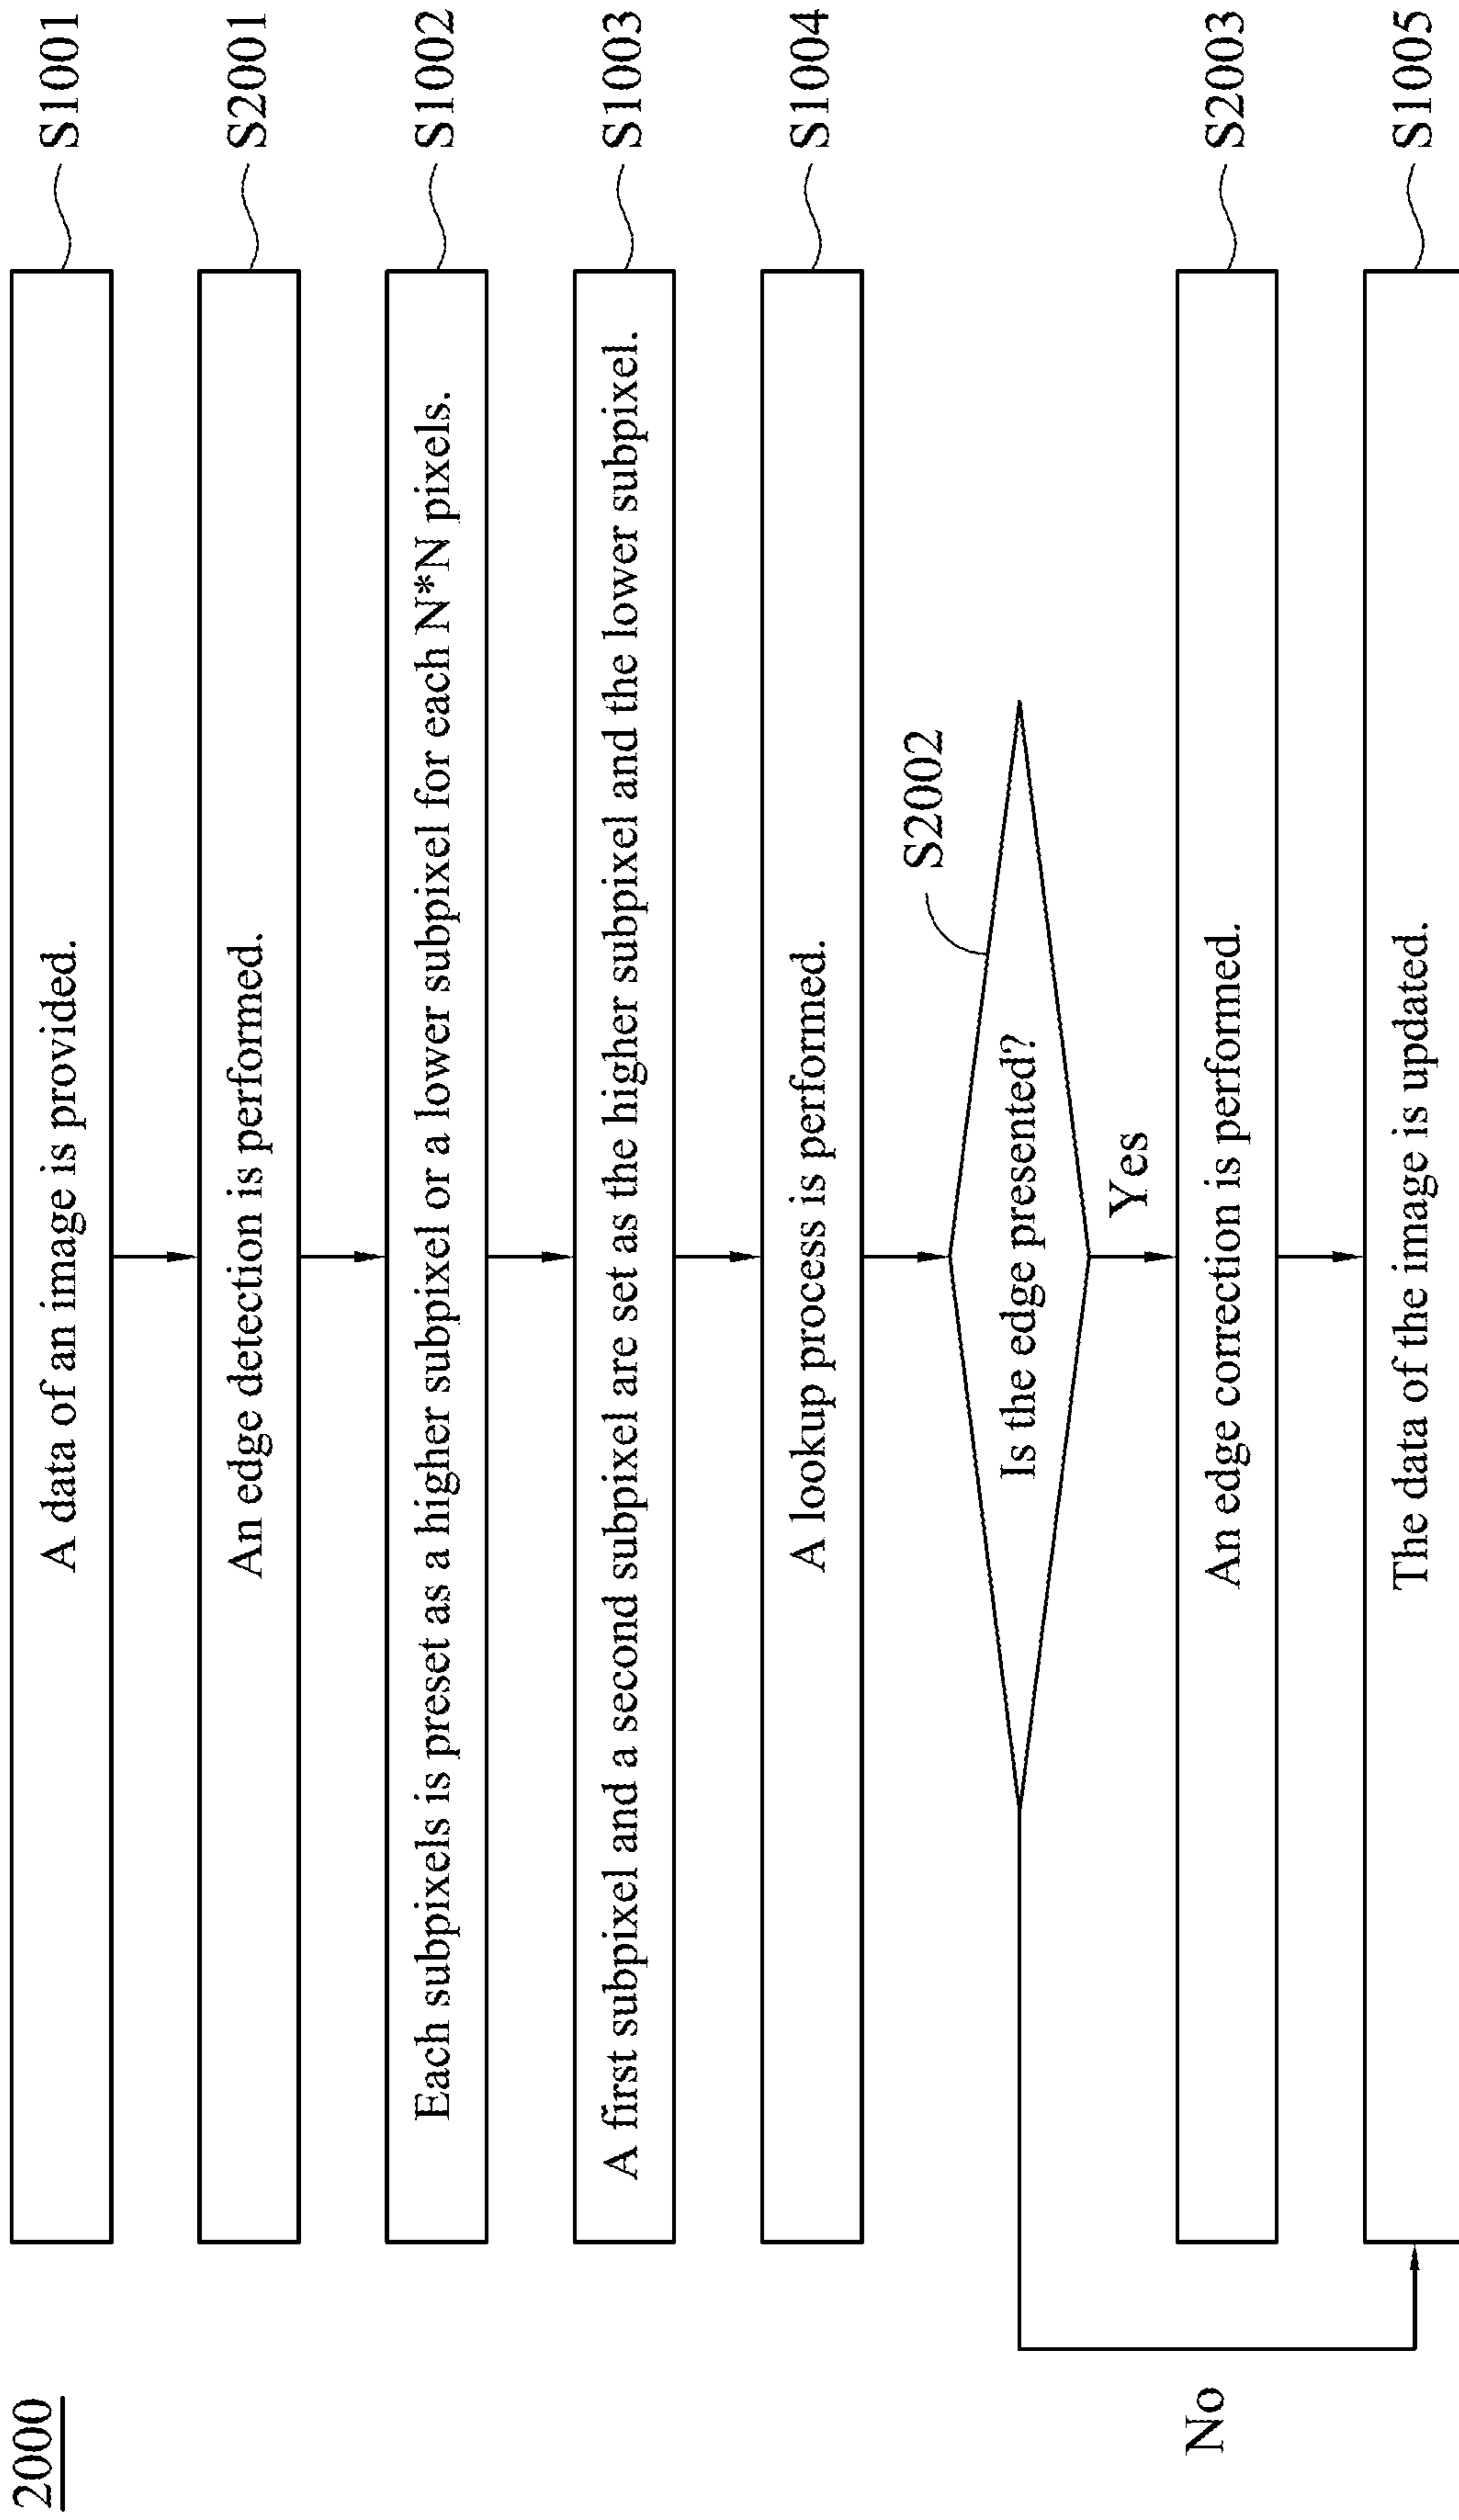 2000
A data of an image is provided.
S1001
An edge detection is performed.
S2001
Each subpixels is preset as a higher subpixel or a lower subpixel for each N*N pixels.
S1002
A first subpixel and a second subpixel are set as the higher subpixel and the lower subpixel.
S1003
A lookup process is performed.
S1004
S2002
Is the edge presented?
Yes
No
An edge correction is performed.
S2003
The data of the image is updated.
S1005